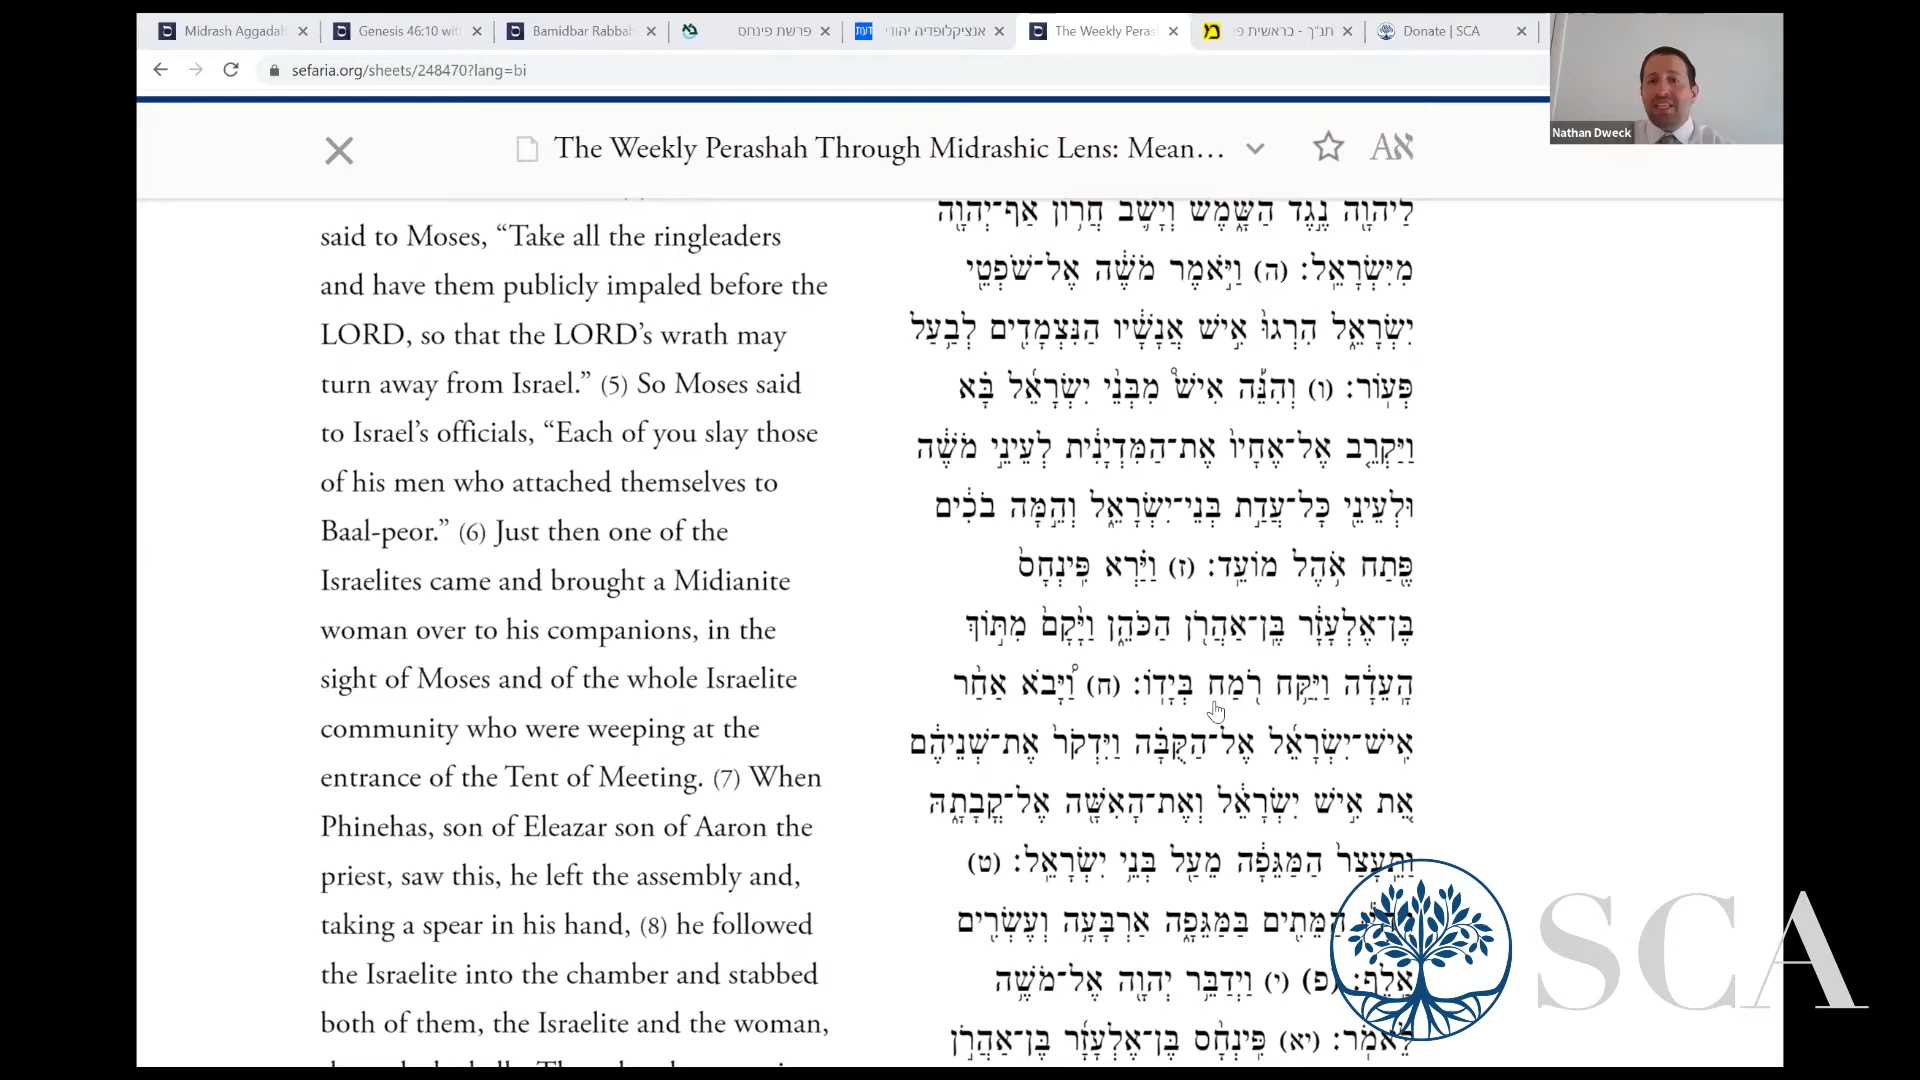 Midrash Aggadah
Genesis 46:10 wit
Bamidbar Rabbah
פרשת פינחס
אנציקלופדיה יהודי
The Weekly Peras
תנ"ך - בראשית פ
Donate | SCA
sefaria.org/sheets/248470?lang=bi
Nathan Dweck
The Weekly Perashah Through Midrashic Lens: Mean…
said to Moses, “Take all the ringleaders
and have them publicly impaled before the
LORD, so that the LORD’s wrath may
turn away from Israel.” (5) So Moses said
to Israel’s officials, “Each of you slay those
of his men who attached themselves to
Baal-peor.” (6) Just then one of the
Israelites came and brought a Midianite
woman over to his companions, in the
sight of Moses and of the whole Israelite
community who were weeping at the
entrance of the Tent of Meeting. (7) When
Phinehas, son of Eleazar son of Aaron the
priest, saw this, he left the assembly and,
taking a spear in his hand, (8) he followed
the Israelite into the chamber and stabbed
both of them, the Israelite and the woman,
לַיהוָ֖ה נֶ֣גֶד הַשָּׁ֑מֶשׁ וְיָשֹׁ֛ב חֲר֥וֹן אַף־יְהוָ֖ה
מִיִּשְׂרָאֵֽל׃ (ה) וַיֹּ֣אמֶר מֹשֶׁ֔ה אֶל־שֹׁפְטֵ֖י
יִשְׂרָאֵ֑ל הִרְגוּ֙ אִ֣ישׁ אֲנָשָׁ֔יו הַנִּצְמָדִ֖ים לְבַ֥עַל
פְּעֽוֹר׃ (ו) וְהִנֵּ֡ה אִישׁ֩ מִבְּנֵ֨י יִשְׂרָאֵ֜ל בָּ֗א
וַיַּקְרֵ֤ב אֶל־אֶחָיו֙ אֶת־הַמִּדְיָנִ֔ית לְעֵינֵ֣י מֹשֶׁ֔ה
וּלְעֵינֵ֖י כָּל־עֲדַ֣ת בְּנֵי־יִשְׂרָאֵ֑ל וְהֵ֣מָּה בֹכִ֔ים
פֶּ֖תַח אֹ֥הֶל מוֹעֵֽד׃ (ז) וַיַּ֗רְא פִּֽינְחָס֙
בֶּן־אֶלְעָזָ֔ר בֶּֽן־אַהֲרֹ֖ן הַכֹּהֵ֑ן וַיָּ֙קָם֙ מִתּ֣וֹךְ
הָֽעֵדָ֔ה וַיִּקַּ֥ח רֹ֖מַח בְּיָדֽוֹ׃ (ח) וַ֠יָּבֹא אַחַ֨ר
אִֽישׁ־יִשְׂרָאֵ֜ל אֶל־הַקֻּבָּ֗ה וַיִּדְקֹר֙ אֶת־שְׁנֵיהֶ֔ם
אֵ֚ת אִ֣ישׁ יִשְׂרָאֵ֔ל וְאֶת־הָאִשָּׁ֖ה אֶל־קֳבָתָ֑הּ
וַתֵּֽעָצַר֙ הַמַּגֵּפָ֔ה מֵעַ֖ל בְּנֵ֥י יִשְׂרָאֵֽל׃ (ט)
הַמֵּתִ֖ים בַּמַּגֵּפָ֑ה אַרְבָּעָ֥ה וְעֶשְׂרִ֖ים
אָֽלֶף׃ (פ) (י) וַיְדַבֵּ֥ר יְהוָ֖ה אֶל־מֹשֶׁ֥ה
לֵּאמֹֽר׃ (יא) פִּֽינְחָ֨ס בֶּן־אֶלְעָזָ֜ר בֶּן־אַהֲרֹ֣ן
SCA